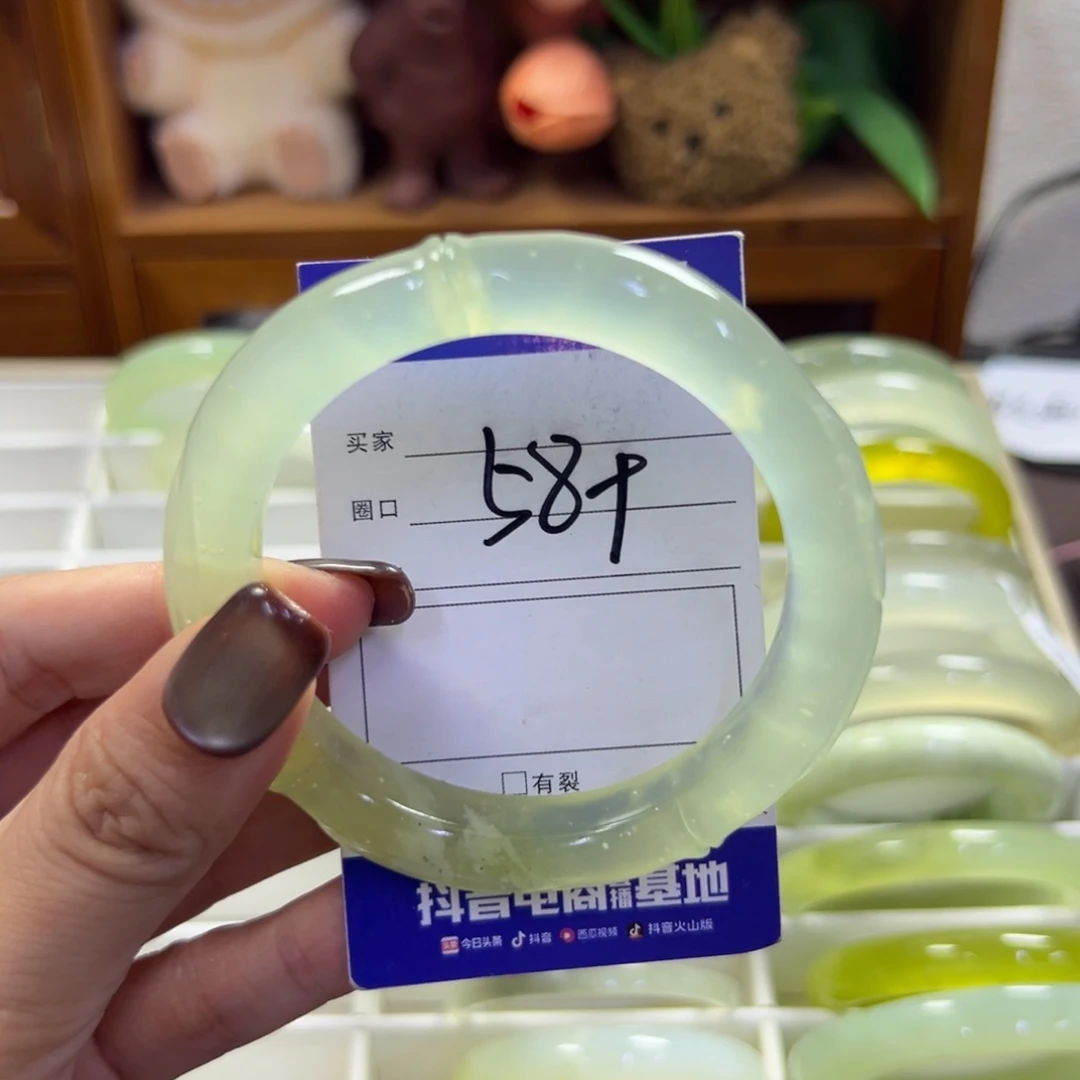 买家
圈口
58
有裂
抖音电商直播基地
今日头条 抖音 西瓜视频 抖音火山版